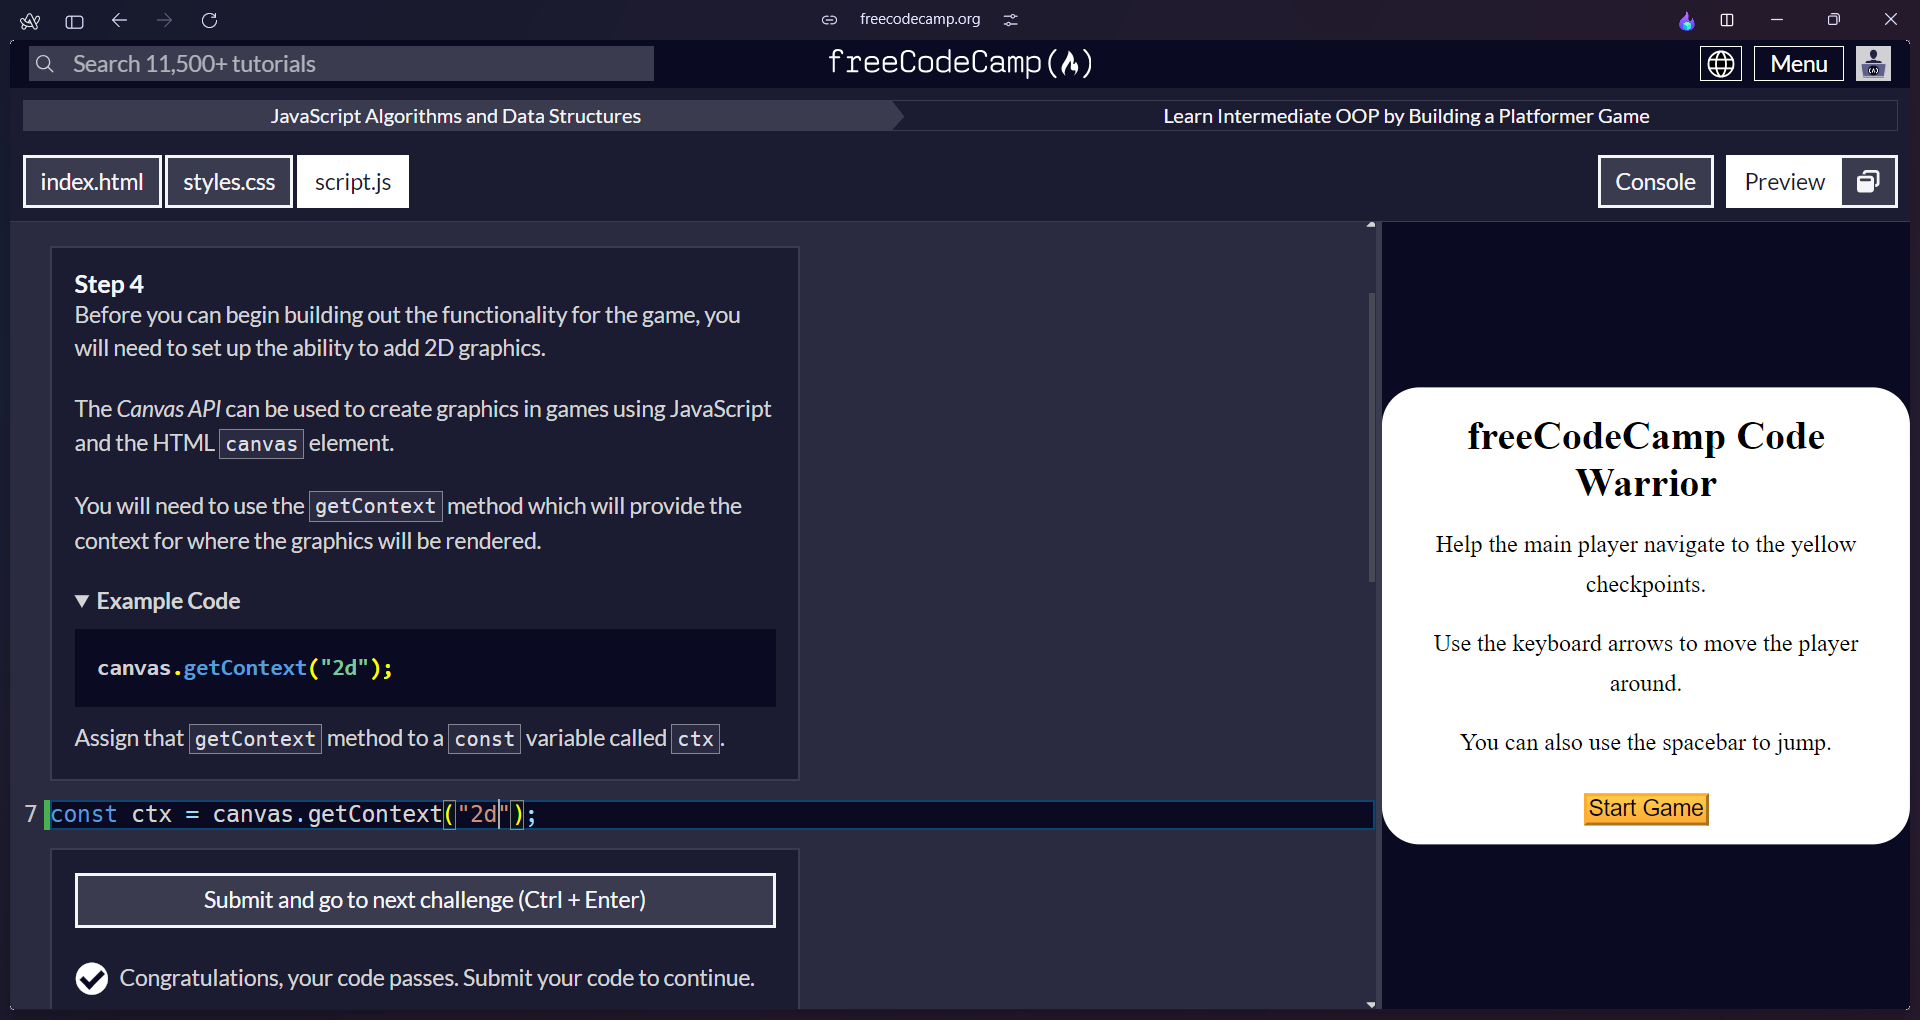 freecodecamp.org
Search 11,500+ tutorials
freeCodeCamp
Menu
JavaScript Algorithms and Data Structures
Learn Intermediate OOP by Building a Platformer Game
index.html
styles.css
script.js
Console
Preview
Step 4
Before you can begin building out the functionality for the game, you
will need to set up the ability to add 2D graphics.
The Canvas API can be used to create graphics in games using JavaScript
and the HTML canvas element.
You will need to use the getContext method which will provide the
context for where the graphics will be rendered.
▼ Example Code
canvas.getContext("2d");
Assign that getContext method to a const variable called ctx.
7 const ctx = canvas.getContext("2d");
Submit and go to next challenge (Ctrl + Enter)
Congratulations, your code passes. Submit your code to continue.
freeCodeCamp Code
Warrior
Help the main player navigate to the yellow
checkpoints.
Use the keyboard arrows to move the player
around.
You can also use the spacebar to jump.
Start Game